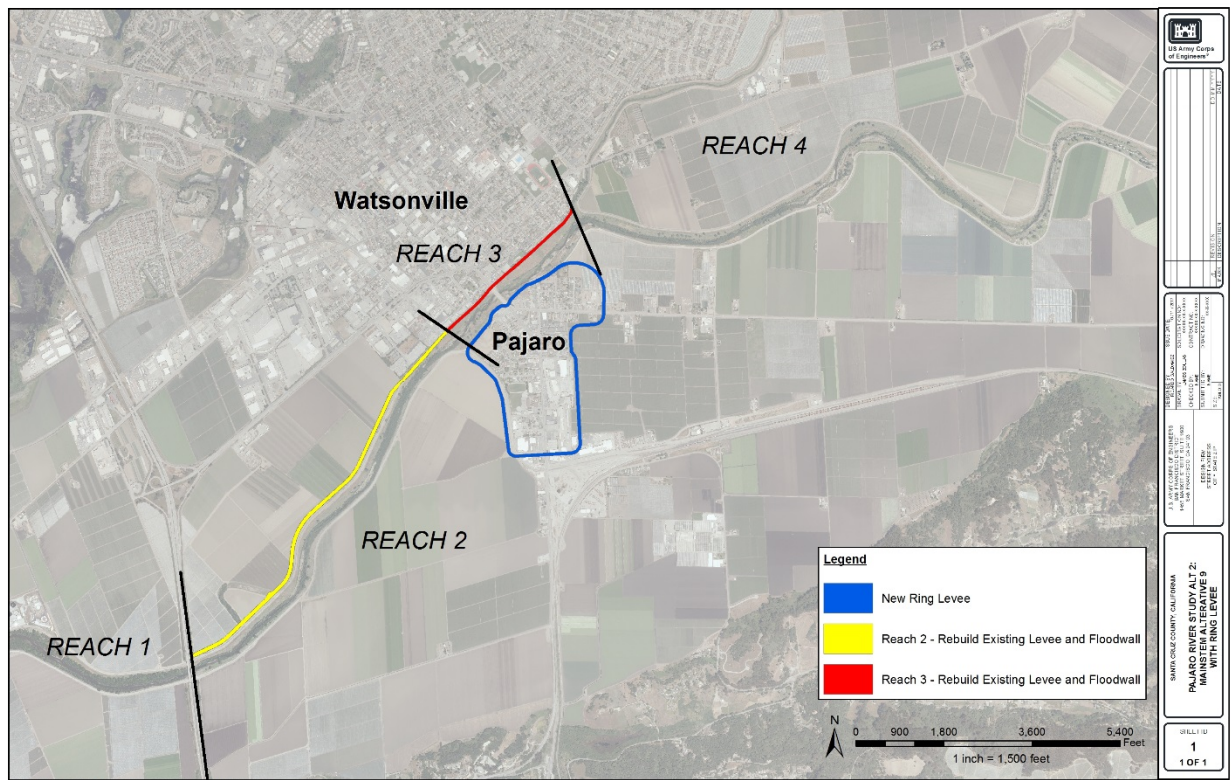 REACH 4
Watsonville
REACH 3
Pajaro
REACH 2
REACH 1
Legend
New Ring Levee
Reach 2 - Rebuild Existing Levee and Floodwall
Reach 3 - Rebuild Existing Levee and Floodwall
N
0 900 1,800 3,600 5,400
Feet
1 inch = 1,500 feet
US Army Corps
of Engineers
SANTA CRUZ COUNTY, CALIFORNIA
PAJARO RIVER STUDY ALT 2:
MAINSTEM ALTERNATIVE 9
WITH RING LEVEE
SHEET ID
1
1 OF 1